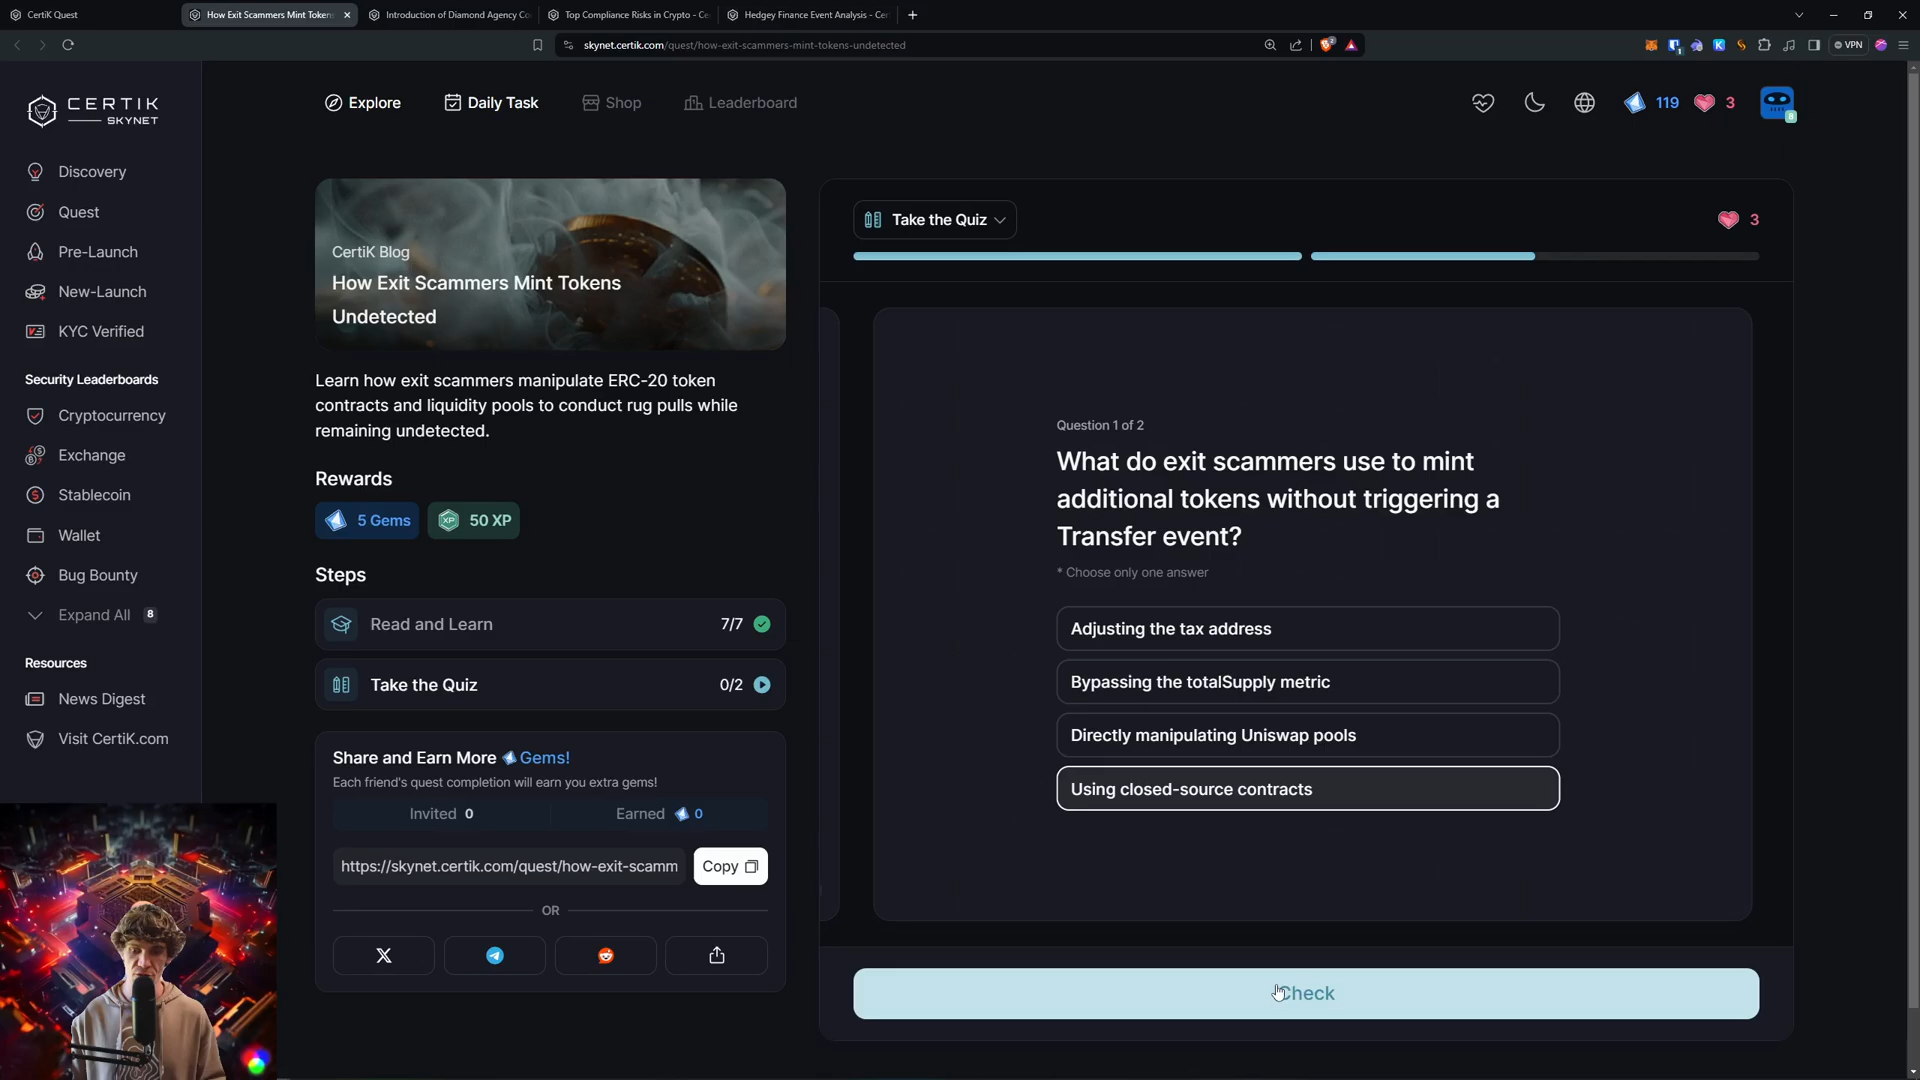 CertiK Quest
How Exit Scammers Mint Token
Introduction of Diamond Agency Co
Top Compliance Risks in Crypto - Ce
Hedgey Finance Event Analysis - Cer
skynet.certik.com/quest/how-exit-scammers-mint-tokens-undetected
VPN
CERTIK
SKYNET
Explore
Daily Task
Shop
Leaderboard
119
3
8
Discovery
Quest
Pre-Launch
New-Launch
KYC Verified
Security Leaderboards
Cryptocurrency
Exchange
Stablecoin
Wallet
Bug Bounty
Expand All 8
Resources
News Digest
Visit CertiK.com
CertiK Blog
How Exit Scammers Mint Tokens
Undetected
Learn how exit scammers manipulate ERC-20 token
contracts and liquidity pools to conduct rug pulls while
remaining undetected.
Rewards
5 Gems
XP 50 XP
Steps
Read and Learn 7/7
Take the Quiz 0/2
Share and Earn More Gems!
Each friend's quest completion will earn you extra gems!
Invited 0
Earned 0
https://skynet.certik.com/quest/how-exit-scamm
Copy
OR
Take the Quiz
3
Question 1 of 2
What do exit scammers use to mint
additional tokens without triggering a
Transfer event?
* Choose only one answer
Adjusting the tax address
Bypassing the totalSupply metric
Directly manipulating Uniswap pools
Using closed-source contracts
Check